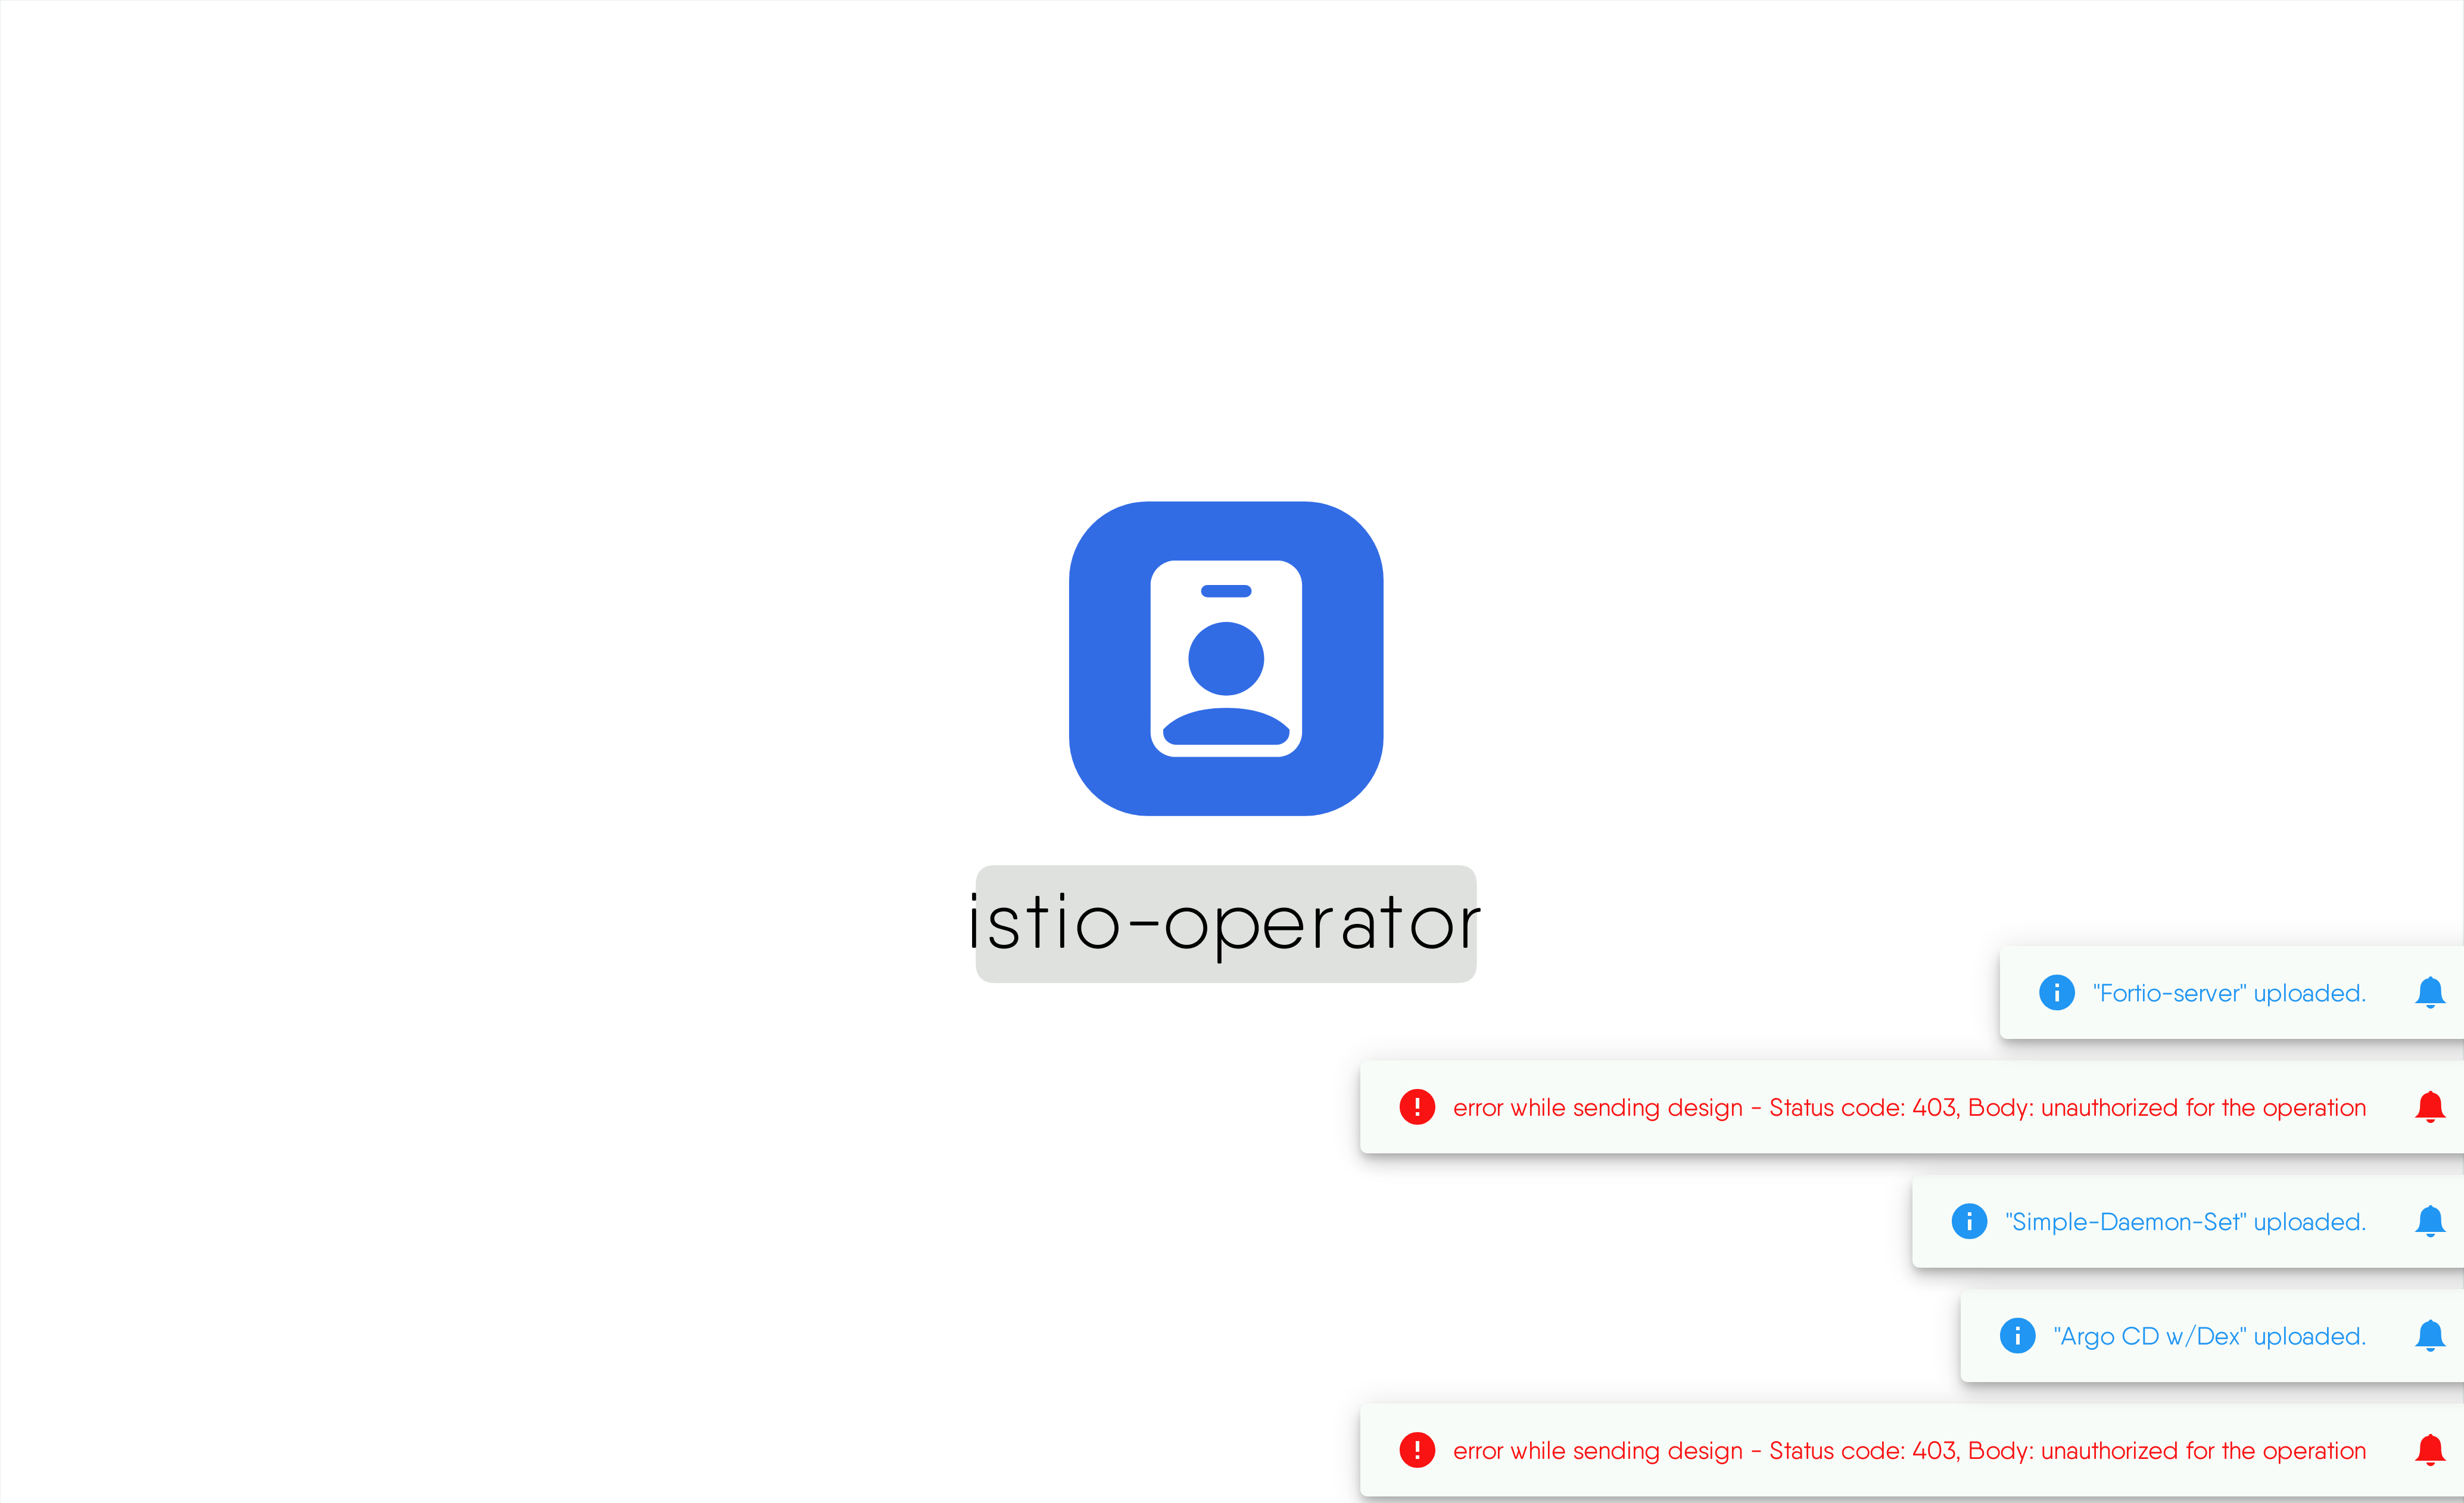 istio-operator
"Fortio-server" uploaded.
error while sending design - Status code: 403, Body: unauthorized for the operation
"Simple-Daemon-Set" uploaded.
"Argo CD w/Dex" uploaded.
error while sending design - Status code: 403, Body: unauthorized for the operation